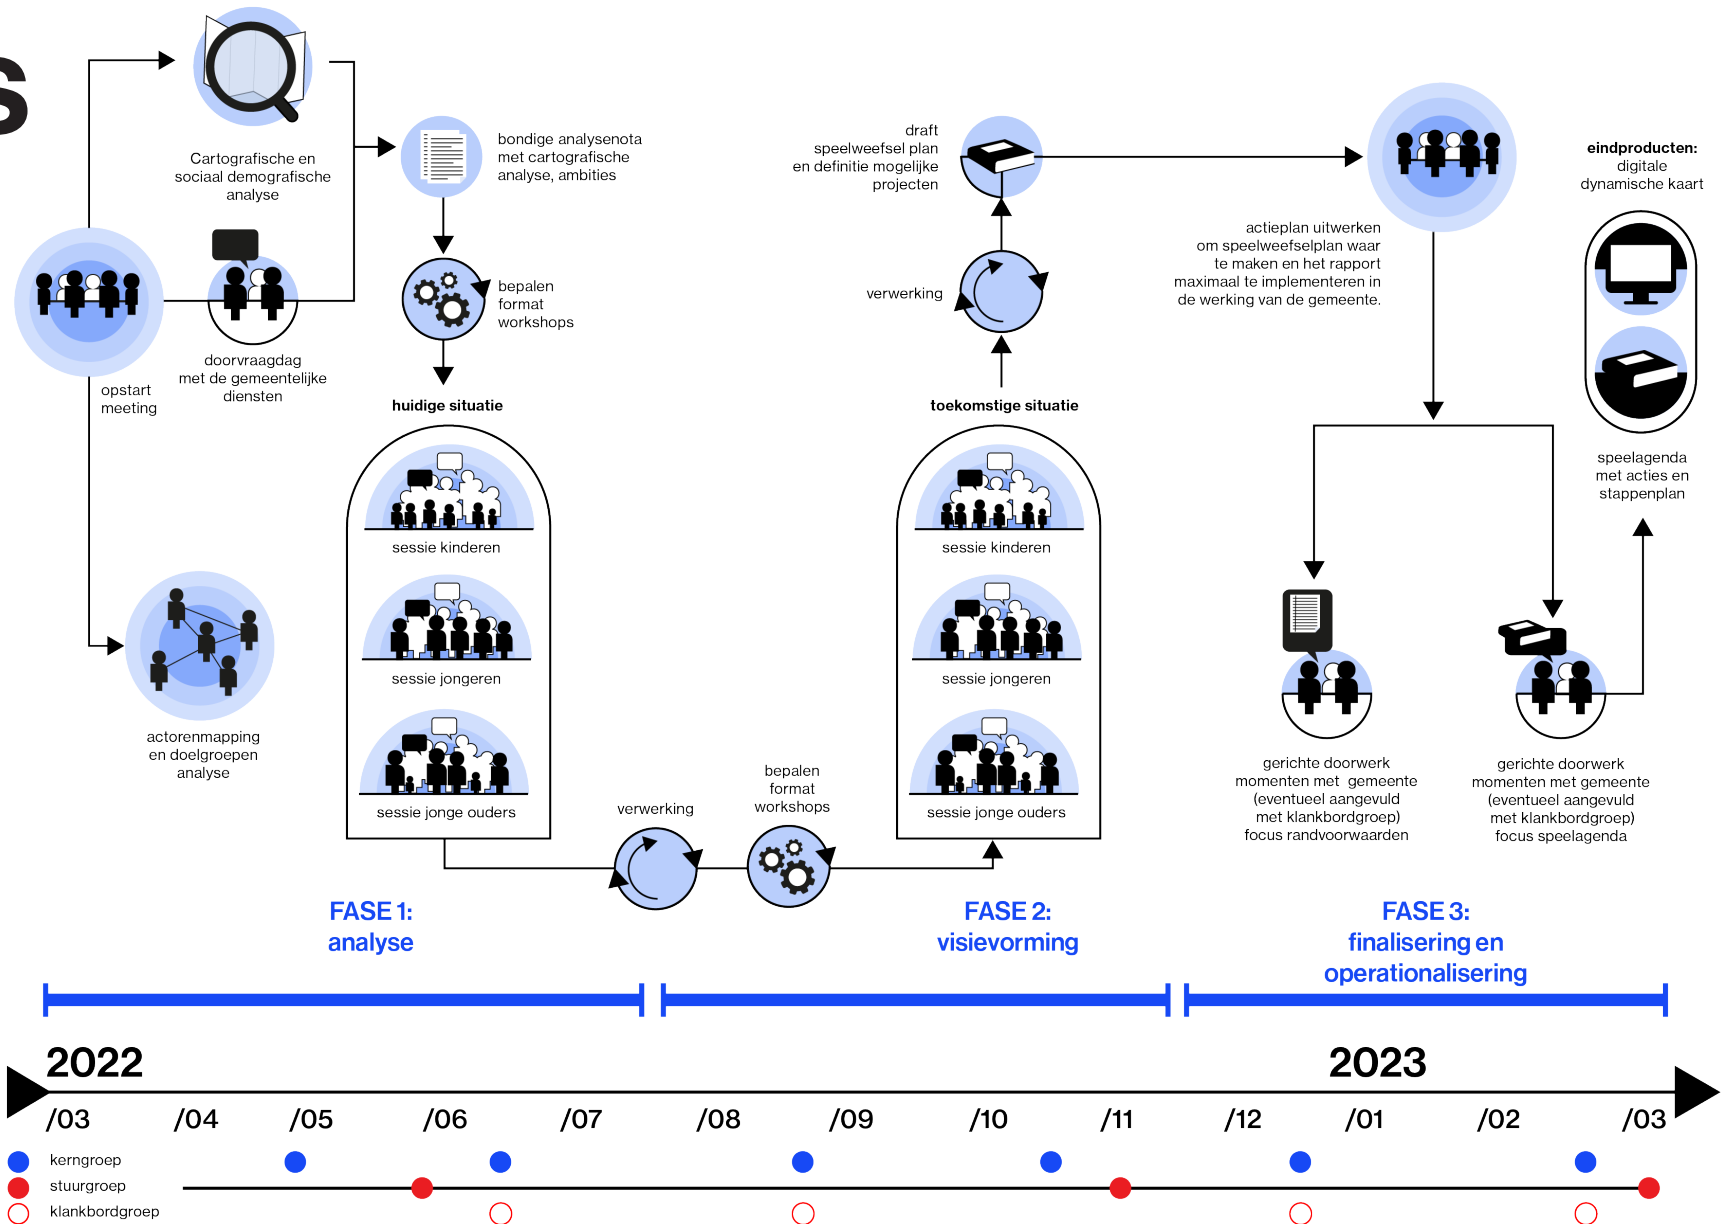 s
Cartografische en
sociaal demografische
analyse
opstart
meeting
doorvraagdag
met de gemeentelijke
diensten
actorenmapping
en doelgroepen
analyse
bondige analysenota
met cartografische
analyse, ambities
bepalen
format
workshops
huidige situatie
sessie kinderen
sessie jongeren
sessie jonge ouders
verwerking
bepalen
format
workshops
toekomstige situatie
sessie kinderen
sessie jongeren
sessie jonge ouders
verwerking
draft
speelweefsel plan
en definitie mogelijke
projecten
actieplan uitwerken
om speelweefselplan waar
te maken en het rapport
maximaal te implementeren in
de werking van de gemeente.
gerichte doorwerk
momenten met gemeente
(eventueel aangevuld
met klankbordgroep)
focus randvoorwaarden
gerichte doorwerk
momenten met gemeente
(eventueel aangevuld
met klankbordgroep)
focus speelagenda
eindproducten:
digitale
dynamische kaart
speelagenda
met acties en
stappenplan
FASE 1:
analyse
FASE 2:
visievorming
FASE 3:
finalisering en
operationalisering
2022
2023
/03 /04 /05 /06 /07 /08 /09 /10 /11 /12 /01 /02 /03
kerngroep
stuurgroep
klankbordgroep